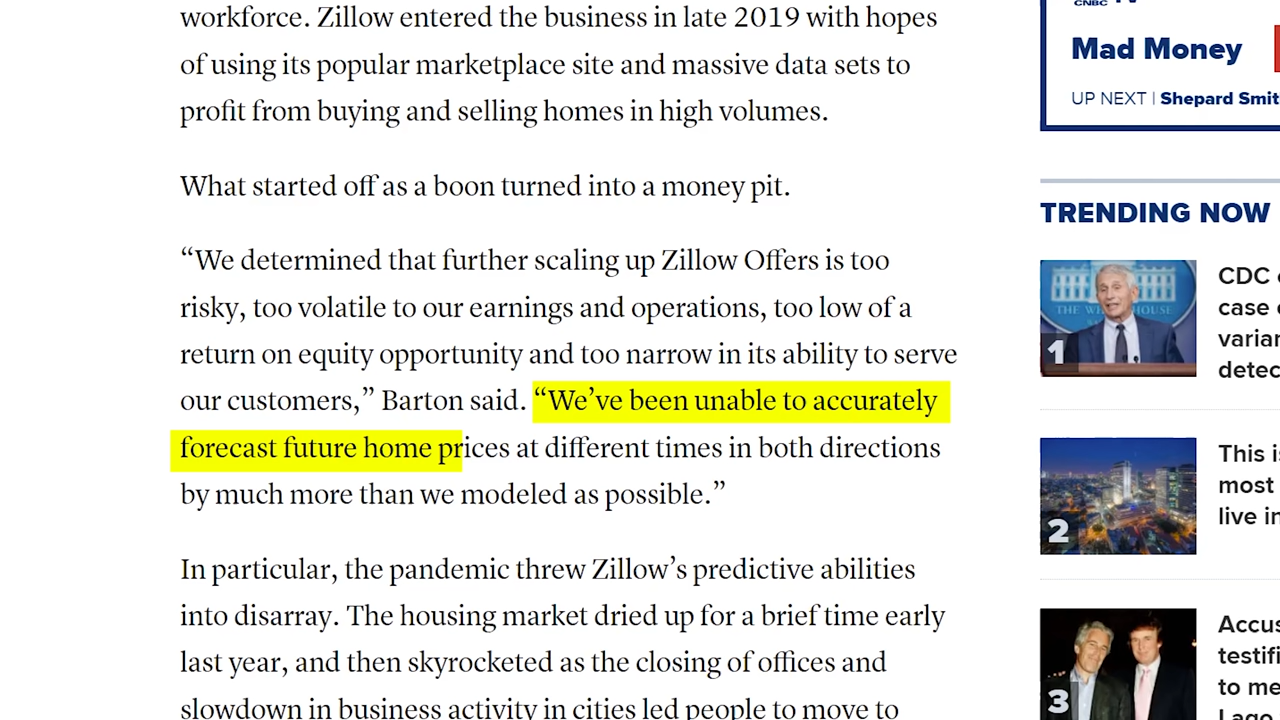 workforce. Zillow entered the business in late 2019 with hopes
of using its popular marketplace site and massive data sets to
profit from buying and selling homes in high volumes.
What started off as a boon turned into a money pit.
“We determined that further scaling up Zillow Offers is too
risky, too volatile to our earnings and operations, too low of a
return on equity opportunity and too narrow in its ability to serve
our customers,” Barton said. “We’ve been unable to accurately
forecast future home prices at different times in both directions
by much more than we modeled as possible.”
In particular, the pandemic threw Zillow’s predictive abilities
into disarray. The housing market dried up for a brief time early
last year, and then skyrocketed as the closing of offices and
slowdown in business activity in cities led people to move to
CNBC TV
Mad Money
UP NEXT | Shepard Smit
TRENDING NOW
THE WHITE HOUSE
1
CDC
case
varian
detec
2
This i
most
live in
3
Accus
testifi
to me
Lago